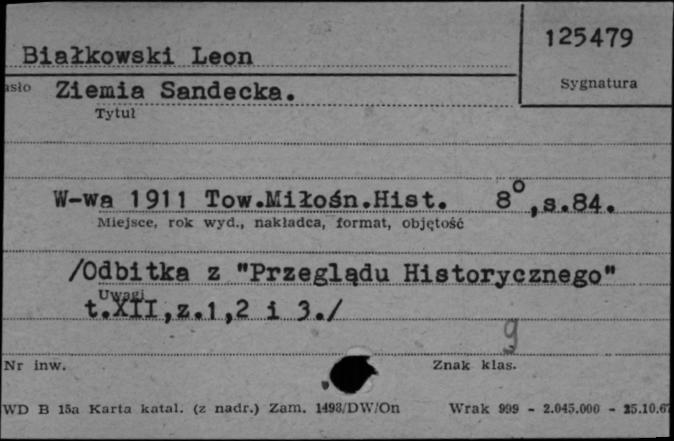 125479
Białkowski Leon
Sygnatura
Ziemia Sandecka.
Tytuł
W-wa 1911 Tow.Miłośn.Hist. 8°,s.84.
Miejsce, rok wyd., nakładca, format, objętość
/Odbitka z "Przeglądu Historycznego"
Uwagi
t.XII,z.1,2 i 3./
9
Nr inw.
Znak klas.
WD B 15a Karta katal. (z nadr.) Zam. 1498/DW/On Wrak 999 - 2.045.000 - 25.10.67